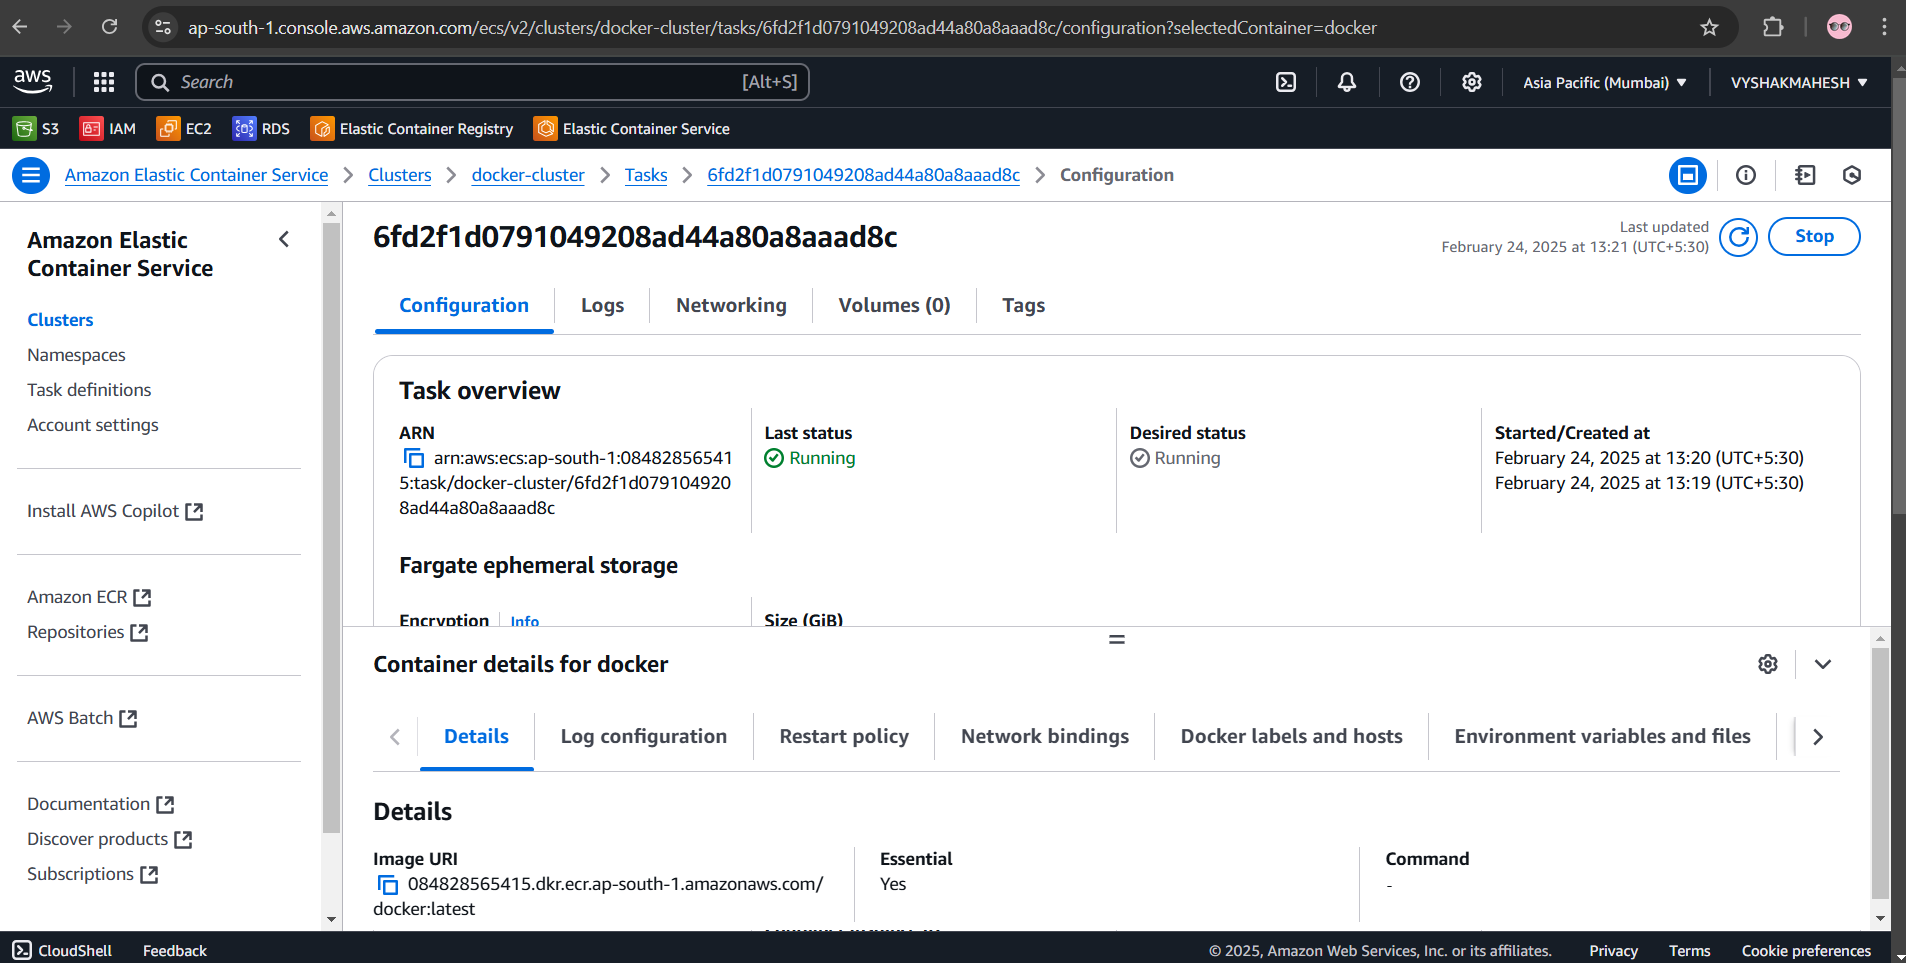 ap-south-1.console.aws.amazon.com/ecs/v2/clusters/docker-cluster/tasks/6fd2f1d0791049208ad44a80a8aaad8c/configuration?selectedContainer=docker
aws
Search
[Alt+S]
Asia Pacific (Mumbai)
VYSHAKMAHESH
S3
IAM
EC2
RDS
Elastic Container Registry
Elastic Container Service
Amazon Elastic Container Service
Clusters
docker-cluster
Tasks
6fd2f1d0791049208ad44a80a8aaad8c
Configuration
Amazon Elastic
Container Service
Clusters
Namespaces
Task definitions
Account settings
Install AWS Copilot
Amazon ECR
Repositories
AWS Batch
Documentation
Discover products
Subscriptions
6fd2f1d0791049208ad44a80a8aaad8c
Last updated
February 24, 2025 at 13:21 (UTC+5:30)
Stop
Configuration
Logs
Networking
Volumes (0)
Tags
Task overview
ARN
arn:aws:ecs:ap-south-1:08482856541
5:task/docker-cluster/6fd2f1d079104920
8ad44a80a8aaad8c
Last status
Running
Desired status
Running
Started/Created at
February 24, 2025 at 13:20 (UTC+5:30)
February 24, 2025 at 13:19 (UTC+5:30)
Fargate ephemeral storage
Encryption
Info
Size (GiB)
Container details for docker
Details
Log configuration
Restart policy
Network bindings
Docker labels and hosts
Environment variables and files
Details
Image URI
084828565415.dkr.ecr.ap-south-1.amazonaws.com/
docker:latest
Essential
Yes
Command
-
CloudShell
Feedback
© 2025, Amazon Web Services, Inc. or its affiliates.
Privacy
Terms
Cookie preferences